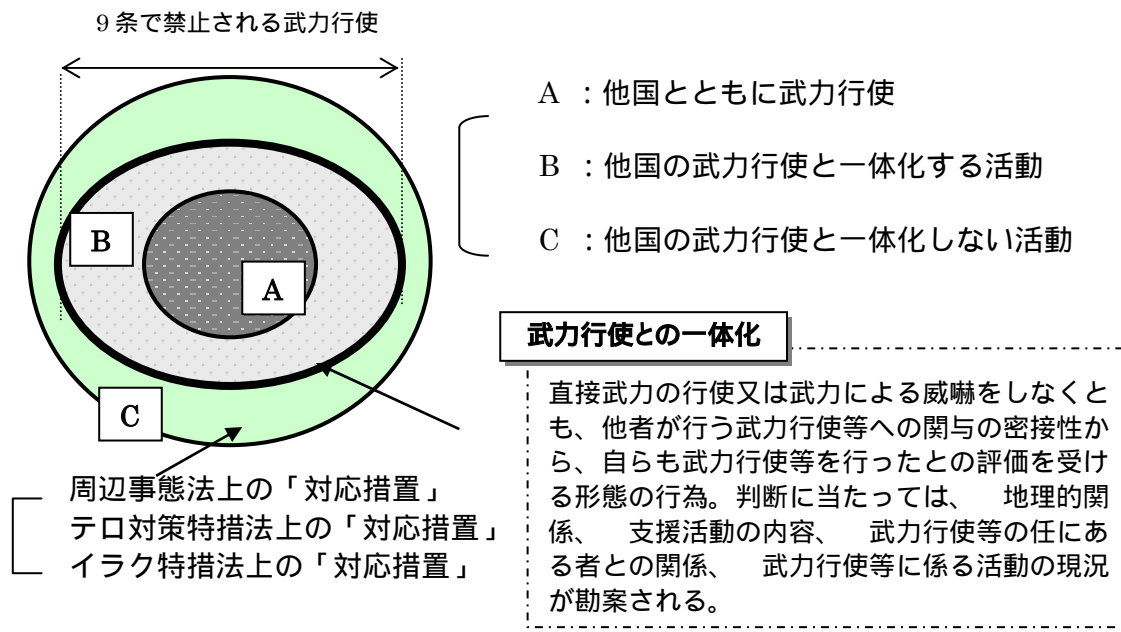 9条で禁止される武力行使
A ：他国とともに武力行使
B ：他国の武力行使と一体化する活動
C ：他国の武力行使と一体化しない活動
B
A
C
武力行使との一体化
直接武力の行使又は武力による威嚇をしなくと
も、他者が行う武力行使等への関与の密接性か
ら、自らも武力行使等を行ったとの評価を受け
る形態の行為。判断に当たっては、　地理的関
係、　支援活動の内容、　武力行使等の任にあ
る者との関係、　武力行使等に係る活動の現況
が勘案される。
周辺事態法上の「対応措置」
テロ対策特措法上の「対応措置」
イラク特措法上の「対応措置」